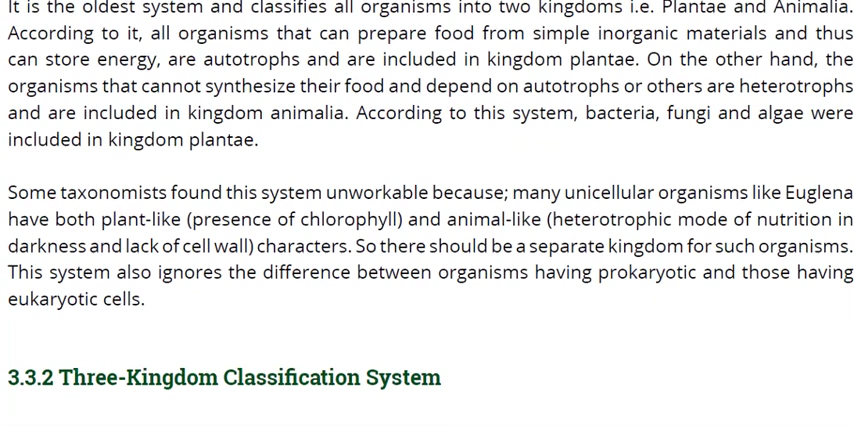 It is the oldest system and classifies all organisms into two kingdoms i.e. Plantae and Animalia.
According to it, all organisms that can prepare food from simple inorganic materials and thus
can store energy, are autotrophs and are included in kingdom plantae. On the other hand, the
organisms that cannot synthesize their food and depend on autotrophs or others are heterotrophs
and are included in kingdom animalia. According to this system, bacteria, fungi and algae were
included in kingdom plantae.
Some taxonomists found this system unworkable because; many unicellular organisms like Euglena
have both plant-like (presence of chlorophyll) and animal-like (heterotrophic mode of nutrition in
darkness and lack of cell wall) characters. So there should be a separate kingdom for such organisms.
This system also ignores the difference between organisms having prokaryotic and those having
eukaryotic cells.
3.3.2 Three-Kingdom Classification System